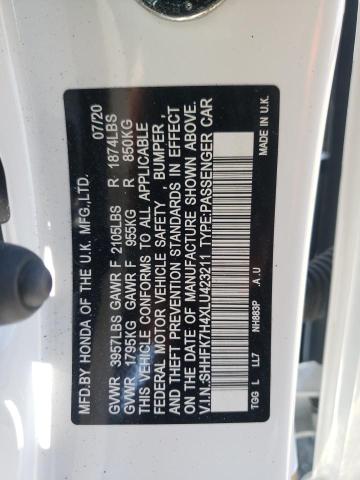 MFD.BY HONDA OF THE U.K. MFG.,LTD. 07/20
GVWR 3957LBS GAWR F 2105LBS R 1874LBS
GVWR 1795KG GAWR F 955KG R 850KG
THIS VEHICLE CONFORMS TO ALL APPLICABLE
FEDERAL MOTOR VEHICLE SAFETY , BUMPER ,
AND THEFT PREVENTION STANDARDS IN EFFECT
ON THE DATE OF MANUFACTURE SHOWN ABOVE.
V.I.N:SHHFK7H4XLU423211 TYPE:PASSENGER CAR
TGG L LL7 NH883P .A .U MADE IN U.K.